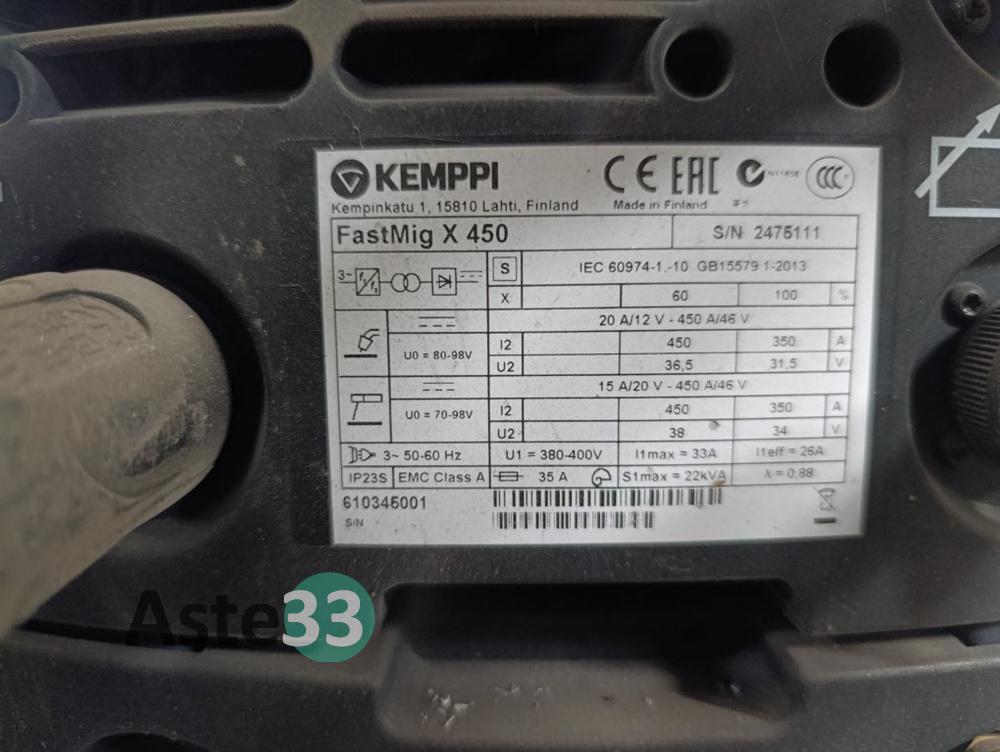 KEMPPI CE EAC CCC
Kempinkatu 1, 15810 Lahti, Finland Made in Finland
FastMig X 450 S/N 2475111
3~ S IEC 60974-1,-10 GB15579 1-2013
X 60 100 %
20 A/12 V - 450 A/46 V
U0 = 80-98V I2 450 350 A
U2 36,5 31,5 V
15 A/20 V - 450 A/46 V
U0 = 70-98V I2 450 350 A
U2 38 34 V
3~ 50-60 Hz U1 = 380-400V I1max = 33A I1eff = 26A
IP23S EMC Class A 35 A S1max = 22kVA λ = 0,88
610345001
S/N
Aste33